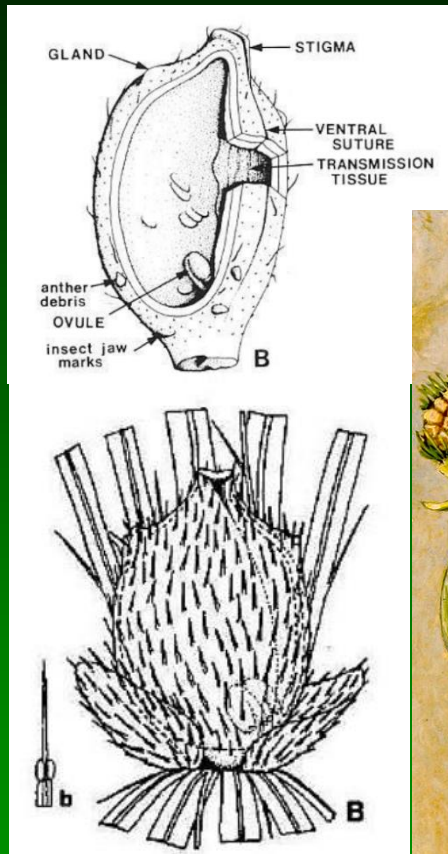 GLAND
STIGMA
VENTRAL
SUTURE
TRANSMISSION
TISSUE
anther
debris
OVULE
insect jaw
marks
B
b
B